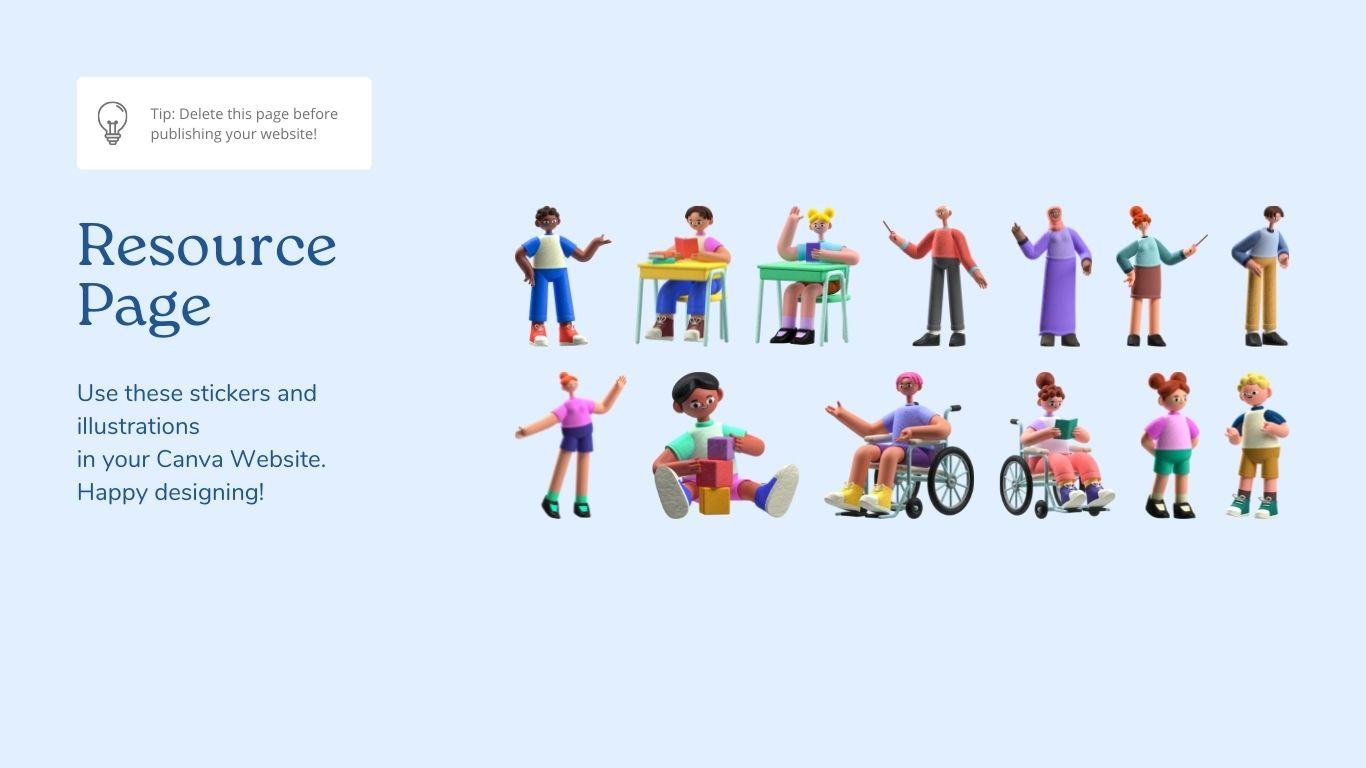 Tip: Delete this page before
publishing your website!
Resource
Page
Use these stickers and
illustrations
in your Canva Website.
Happy designing!